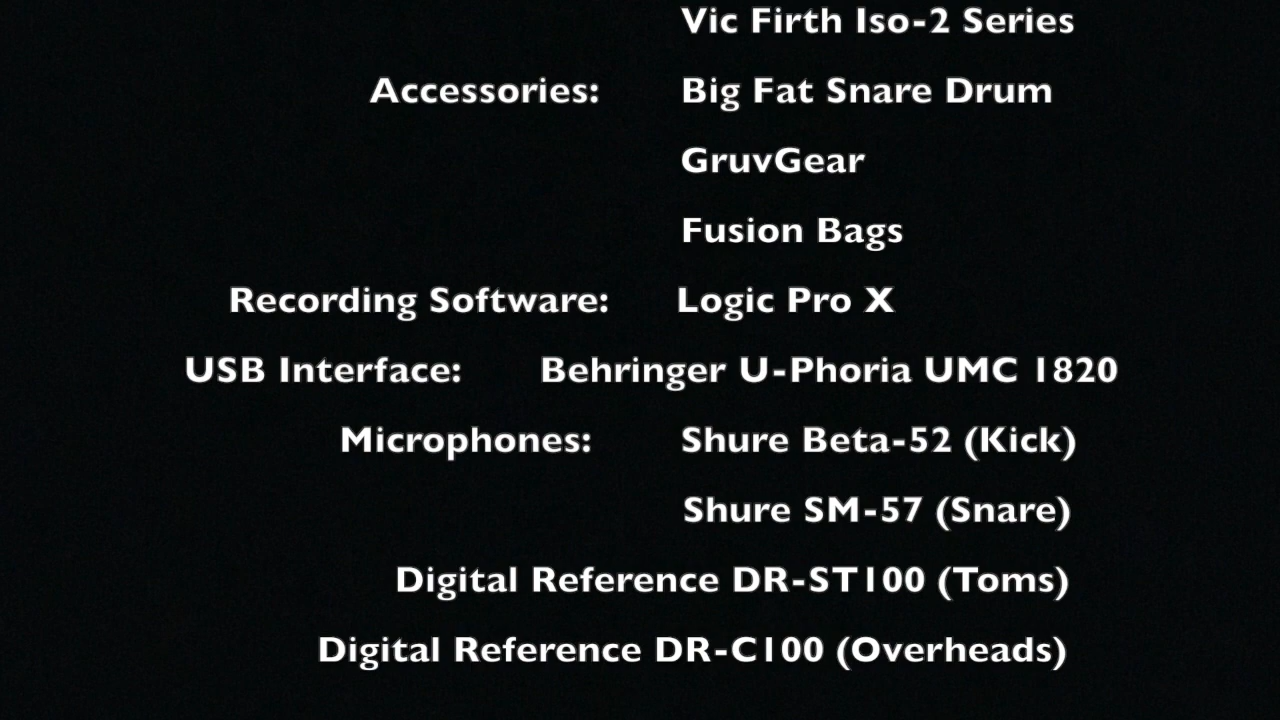 Vic Firth Iso-2 Series
Accessories: Big Fat Snare Drum
GruvGear
Fusion Bags
Recording Software: Logic Pro X
USB Interface: Behringer U-Phoria UMC 1820
Microphones: Shure Beta-52 (Kick)
Shure SM-57 (Snare)
Digital Reference DR-ST100 (Toms)
Digital Reference DR-C100 (Overheads)